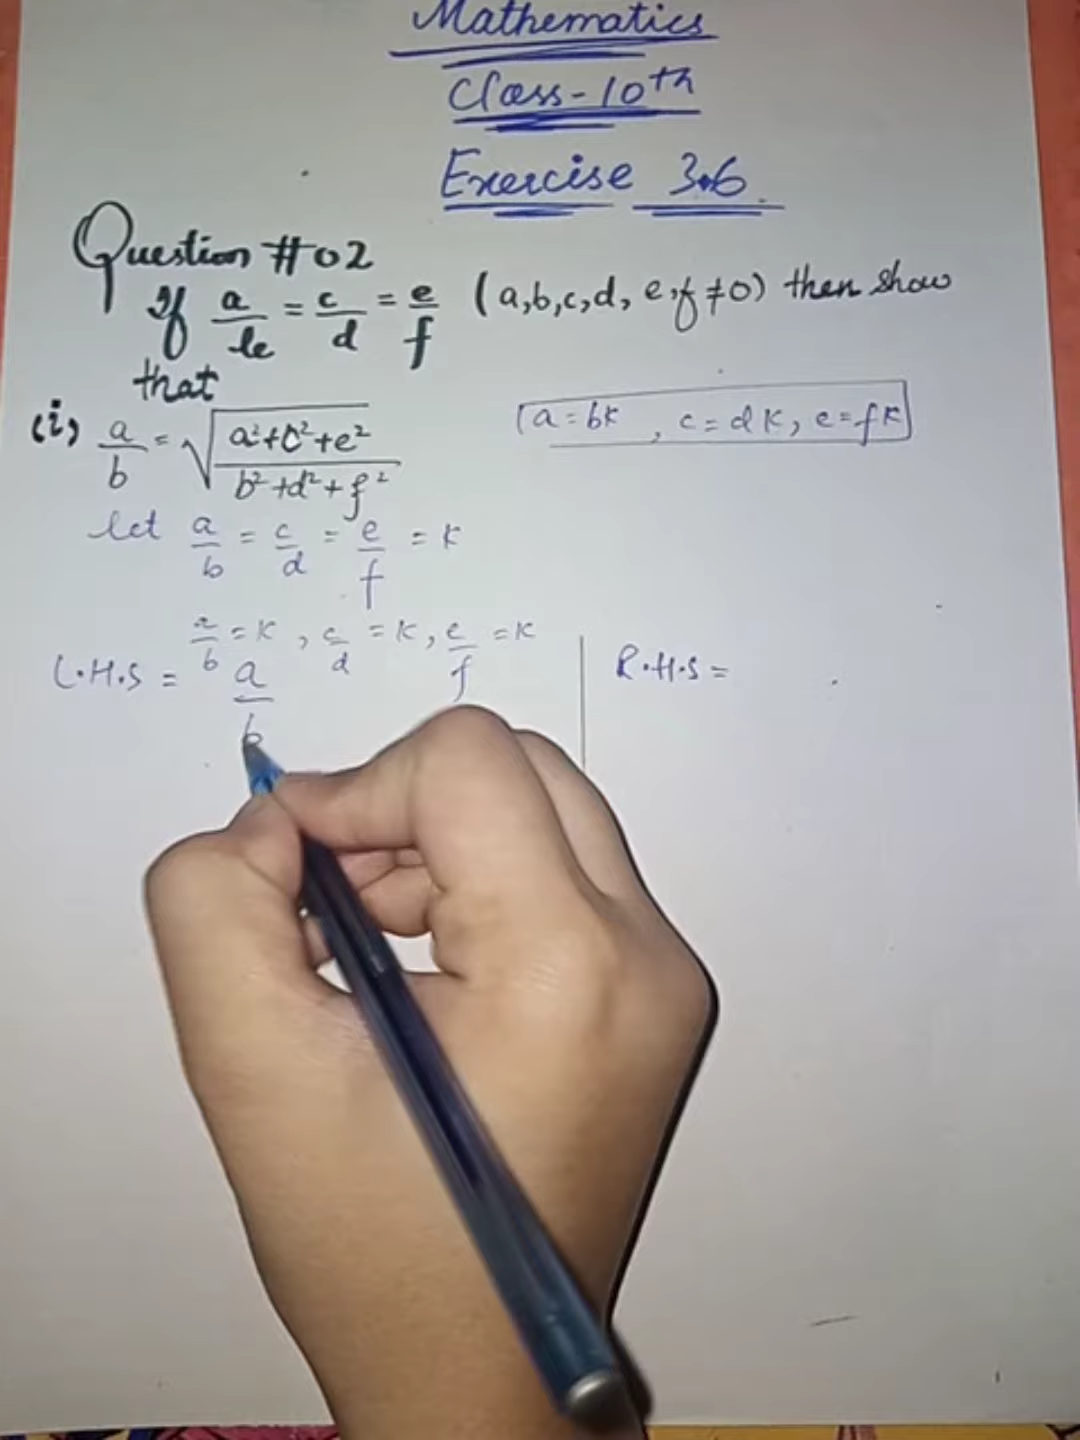 Mathematics
Class-10th
Exercise 3.6
Question #02
If a/b = c/d = e/f (a,b,c,d, e,f ≠0) then show
that
(i) a/b = √((a²+c²+e²)/(b²+d²+f²))
a = bk , c = dk, e = fk
let a/b = c/d = e/f = k
a/b = k , c/d = k, e/f = k
L.H.S = a/b
R.H.S =